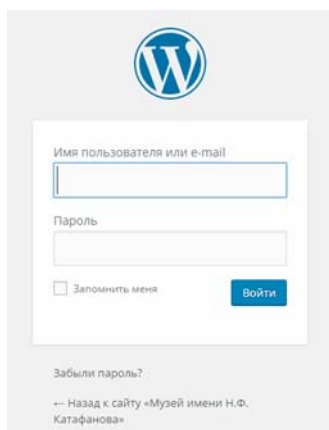 Имя пользователя или e-mail
Пароль
Запомнить меня
Войти
Забыли пароль?
← Назад к сайту «Музей имени Н.Ф.
Катафанова»